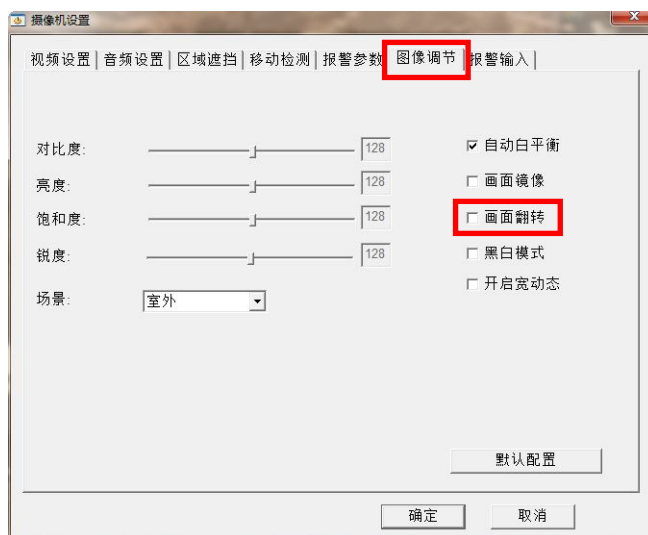 摄像机设置
视频设置 音频设置 区域遮挡 移动检测 报警参数 图像调节 报警输入
对比度: 128 自动白平衡
亮度: 128 画面镜像
饱和度: 128 画面翻转
锐度: 128 黑白模式
开启宽动态
场景: 室外
默认配置
确定 取消